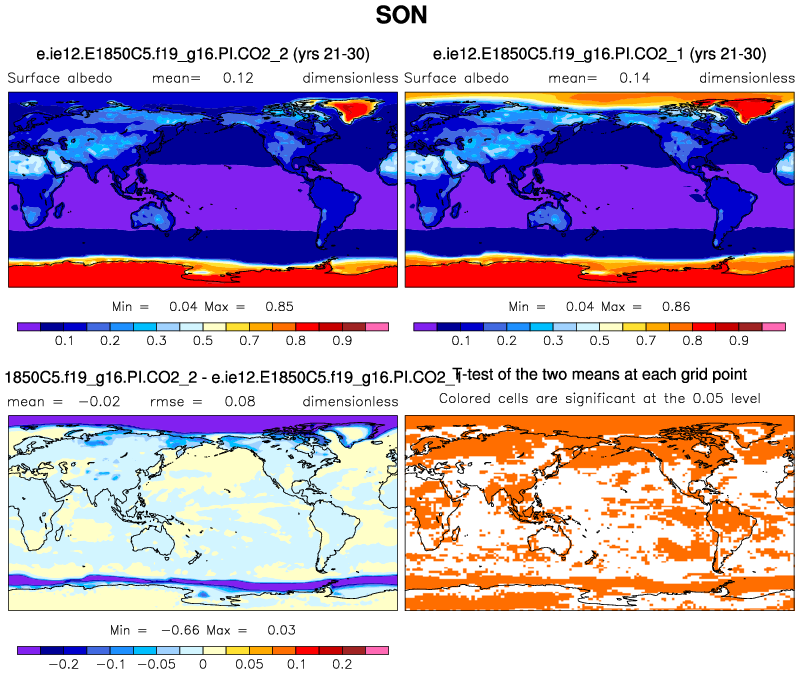 SON
e.ie12.E1850C5.f19_g16.PI.CO2_2 (yrs 21-30)
Surface albedo mean= 0.12 dimensionless
Min = 0.04 Max = 0.85
0.1 0.2 0.3 0.4 0.5 0.7 0.8 0.9
e.ie12.E1850C5.f19_g16.PI.CO2_1 (yrs 21-30)
Surface albedo mean= 0.14 dimensionless
Min = 0.04 Max = 0.86
0.1 0.2 0.3 0.4 0.5 0.7 0.8 0.9
1850C5.f19_g16.PI.CO2_2 - e.ie12.E1850C5.f19_g16.PI.CO2_1
mean = -0.02 rmse = 0.08 dimensionless
Min = -0.66 Max = 0.03
-0.2 -0.1 -0.05 0 0.05 0.1 0.2
T-test of the two means at each grid point
Colored cells are significant at the 0.05 level